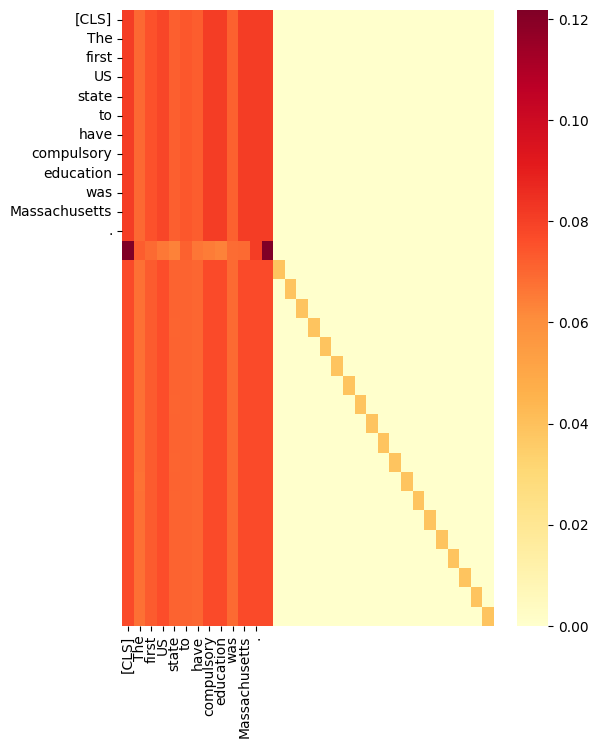 [CLS]
The
first
US
state
to
have
compulsory
education
was
Massachusetts
.
0.12
0.10
0.08
0.06
0.04
0.02
0.00
[CLS]
The
first
US
state
to
have
compulsory
education
was
Massachusetts
.